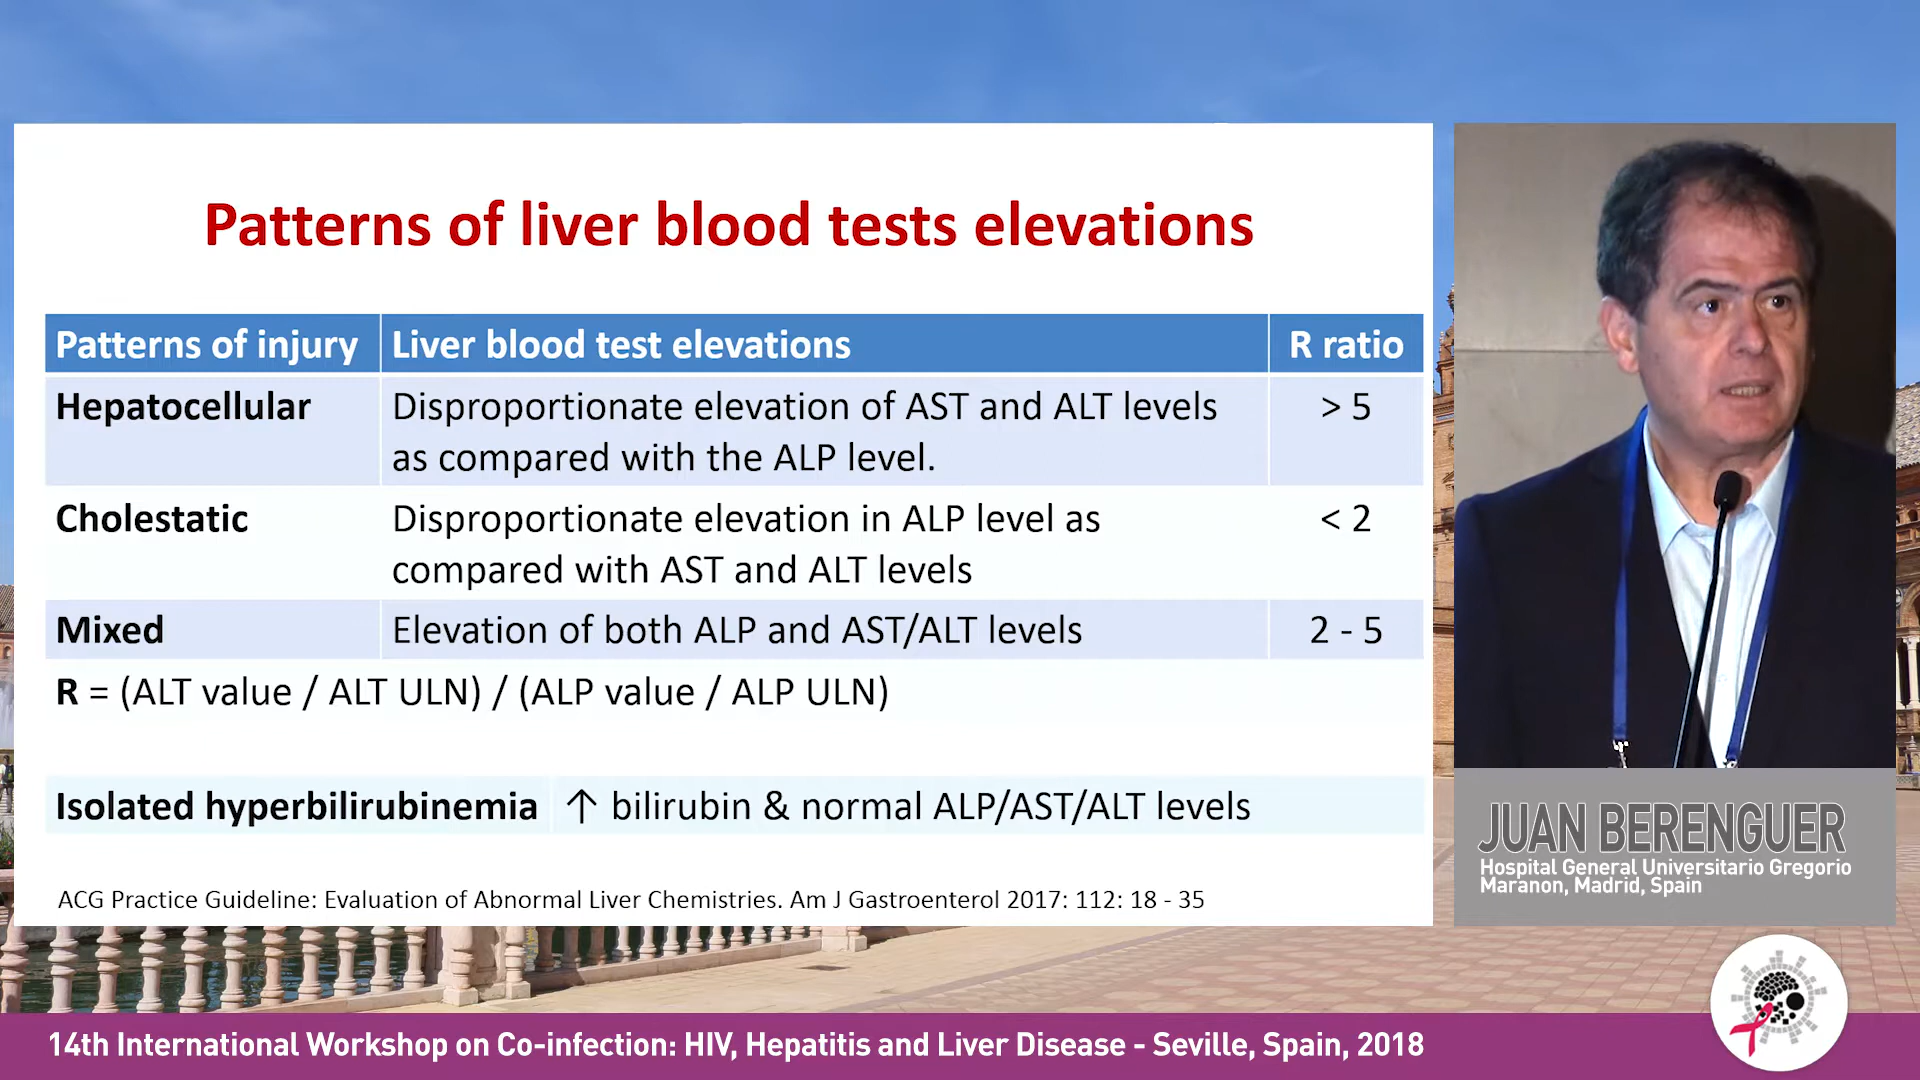 Patterns of liver blood tests elevations
Patterns of injury
Liver blood test elevations
R ratio
Hepatocellular
Disproportionate elevation of AST and ALT levels
as compared with the ALP level.
> 5
Cholestatic
Disproportionate elevation in ALP level as
compared with AST and ALT levels
< 2
Mixed
Elevation of both ALP and AST/ALT levels
2 - 5
R = (ALT value / ALT ULN) / (ALP value / ALP ULN)
Isolated hyperbilirubinemia
↑ bilirubin & normal ALP/AST/ALT levels
ACG Practice Guideline: Evaluation of Abnormal Liver Chemistries. Am J Gastroenterol 2017: 112: 18 - 35
JUAN BERENGUER
Hospital General Universitario Gregorio
Maranon, Madrid, Spain
14th International Workshop on Co-infection: HIV, Hepatitis and Liver Disease - Seville, Spain, 2018